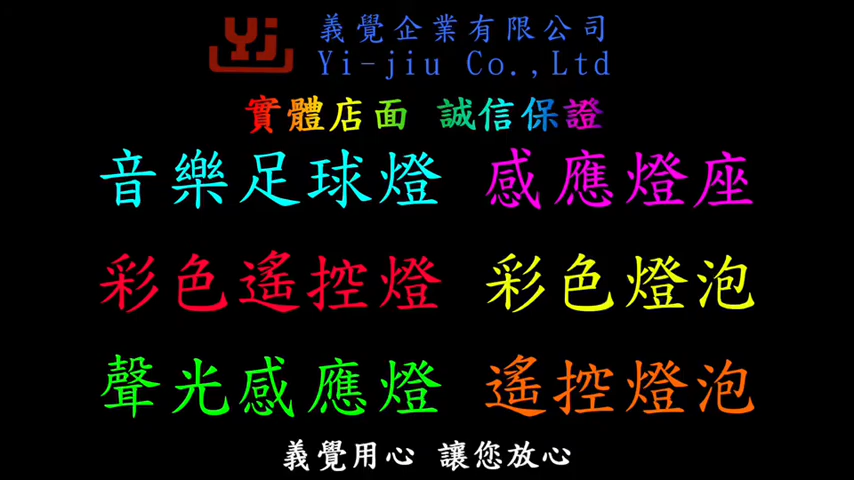 Yj 義覺企業有限公司
Yi-jiu Co.,Ltd
實體店面 誠信保證
音樂足球燈 感應燈座
彩色遙控燈 彩色燈泡
聲光感應燈 遙控燈泡
義覺用心 讓您放心